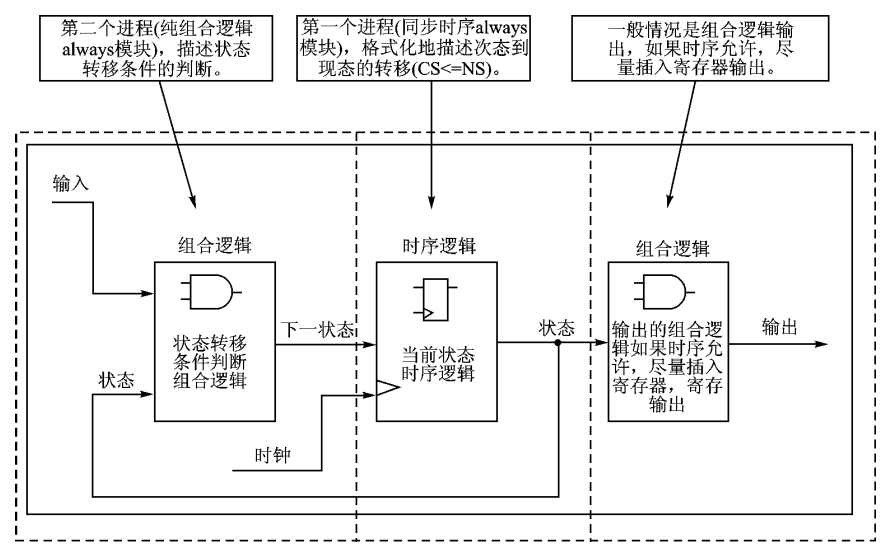 第二个进程(纯组合逻辑
always模块)，描述状态
转移条件的判断。
第一个进程(同步时序always
模块)，格式化地描述次态到
现态的转移(CS<=NS)。
一般情况是组合逻辑输
出，如果时序允许，尽
量插入寄存器输出。
输入
组合逻辑
时序逻辑
组合逻辑
状态转移
条件判断
组合逻辑
下一状态
当前状态
时序逻辑
状态
输出的组合逻
辑如果时序允
许，尽量插入
寄存器，寄存
输出
输出
状态
时钟